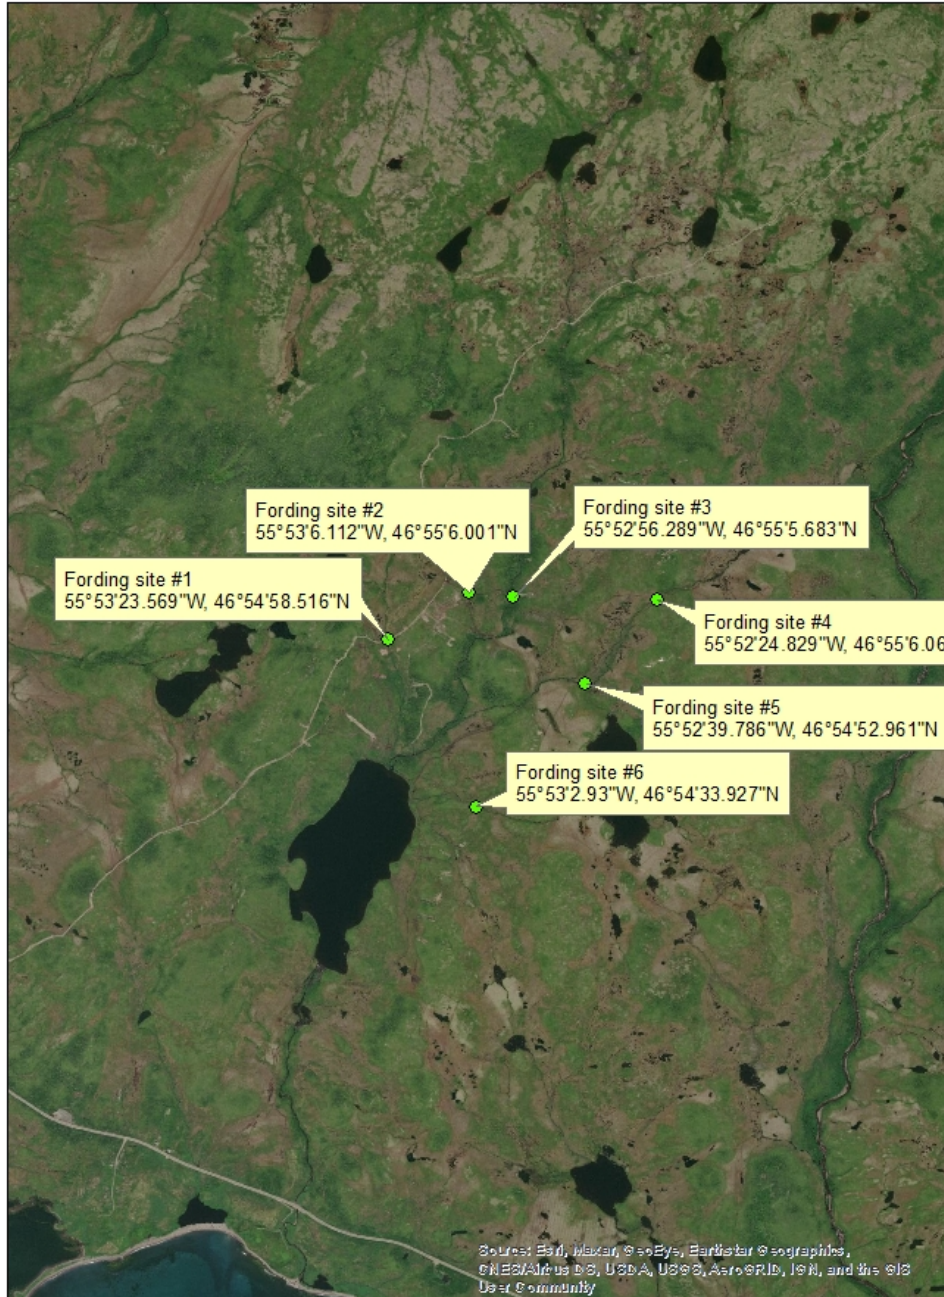 Fording site #2
55°53'6.112"W, 46°55'6.001"N
Fording site #3
55°52'56.289"W, 46°55'5.683"N
Fording site #1
55°53'23.569"W, 46°54'58.516"N
Fording site #4
55°52'24.829"W, 46°55'6.06
Fording site #5
55°52'39.786"W, 46°54'52.961"N
Fording site #6
55°53'2.93"W, 46°54'33.927"N
Source: Esri, Maxar, GeoEye, Earthstar Geographics,
CNES/Airbus DS, USDA, USGS, AeroGRID, IGN, and the GIS
User Community